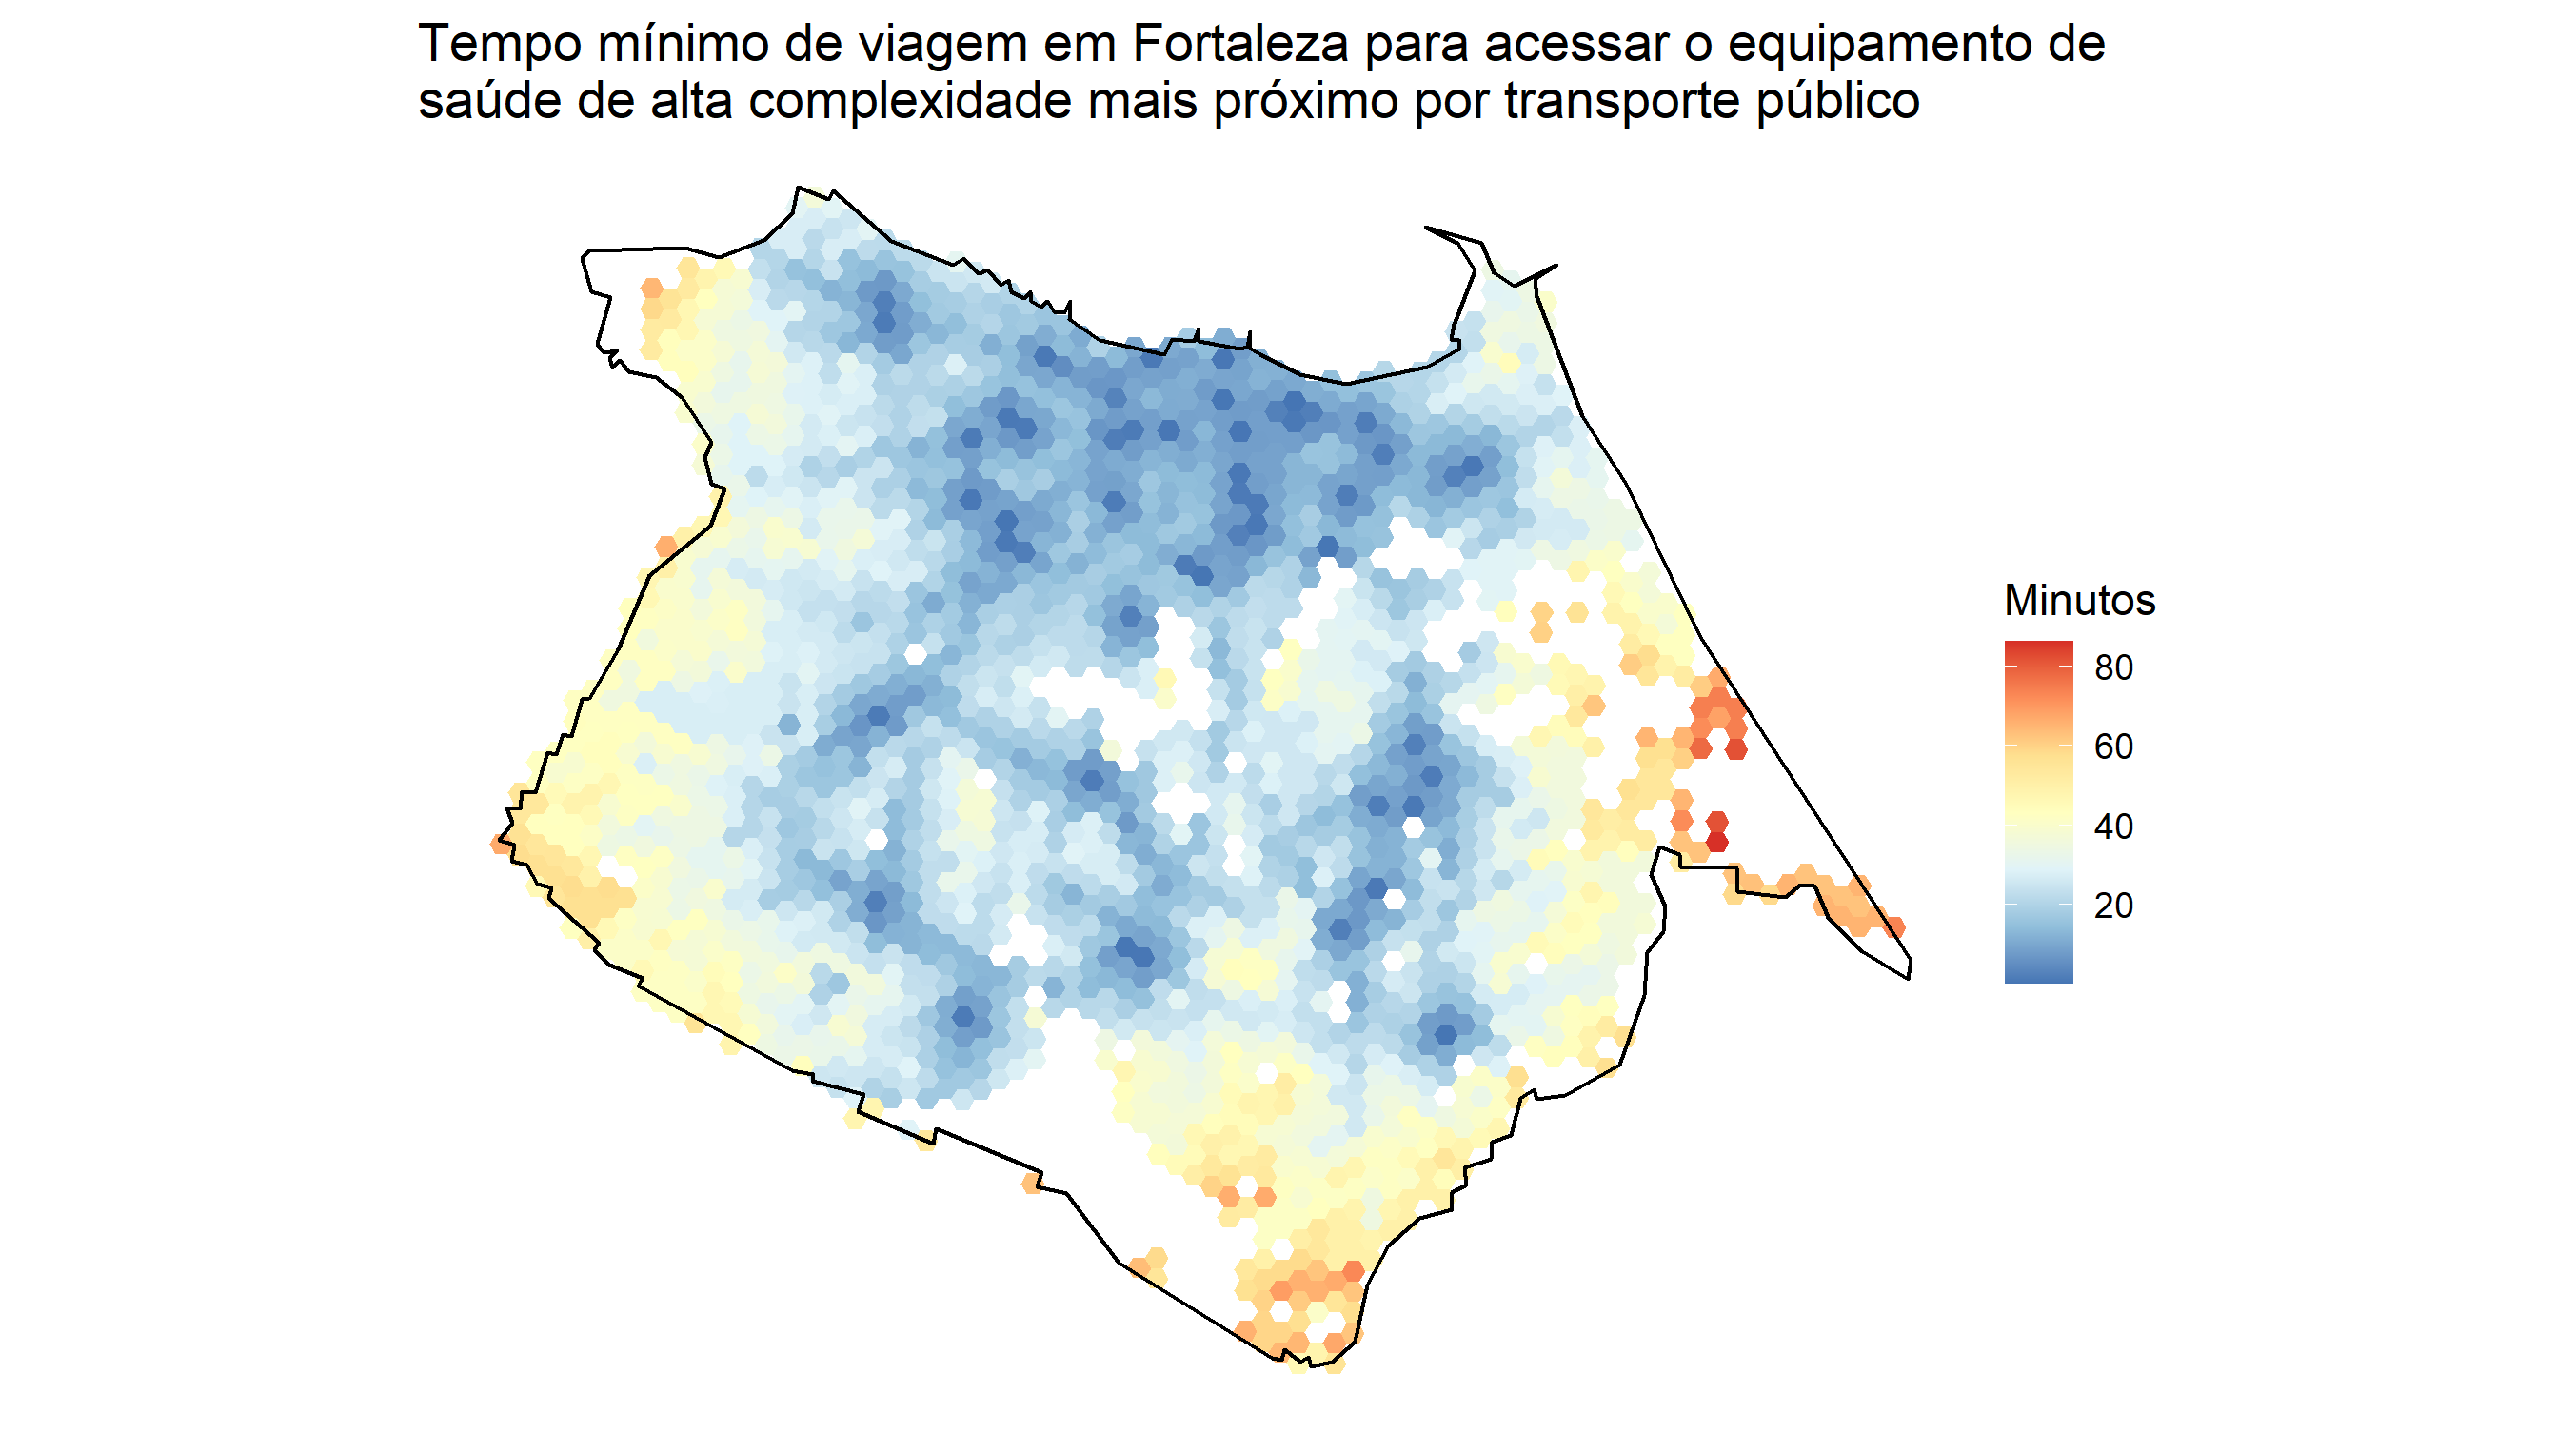 Tempo mínimo de viagem em Fortaleza para acessar o equipamento de
saúde de alta complexidade mais próximo por transporte público
Minutos
80
60
40
20